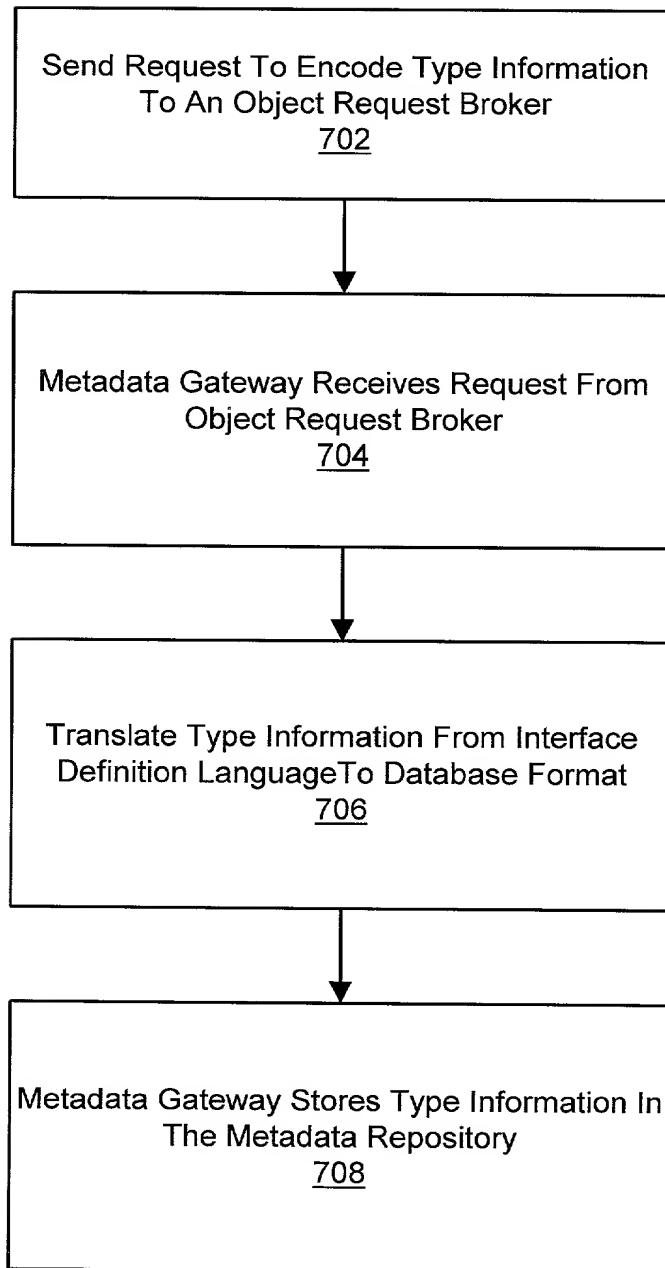 Send Request To Encode Type Information
To An Object Request Broker
702
Metadata Gateway Receives Request From
Object Request Broker
704
Translate Type Information From Interface
Definition LanguageTo Database Format
706
Metadata Gateway Stores Type Information In
The Metadata Repository
708